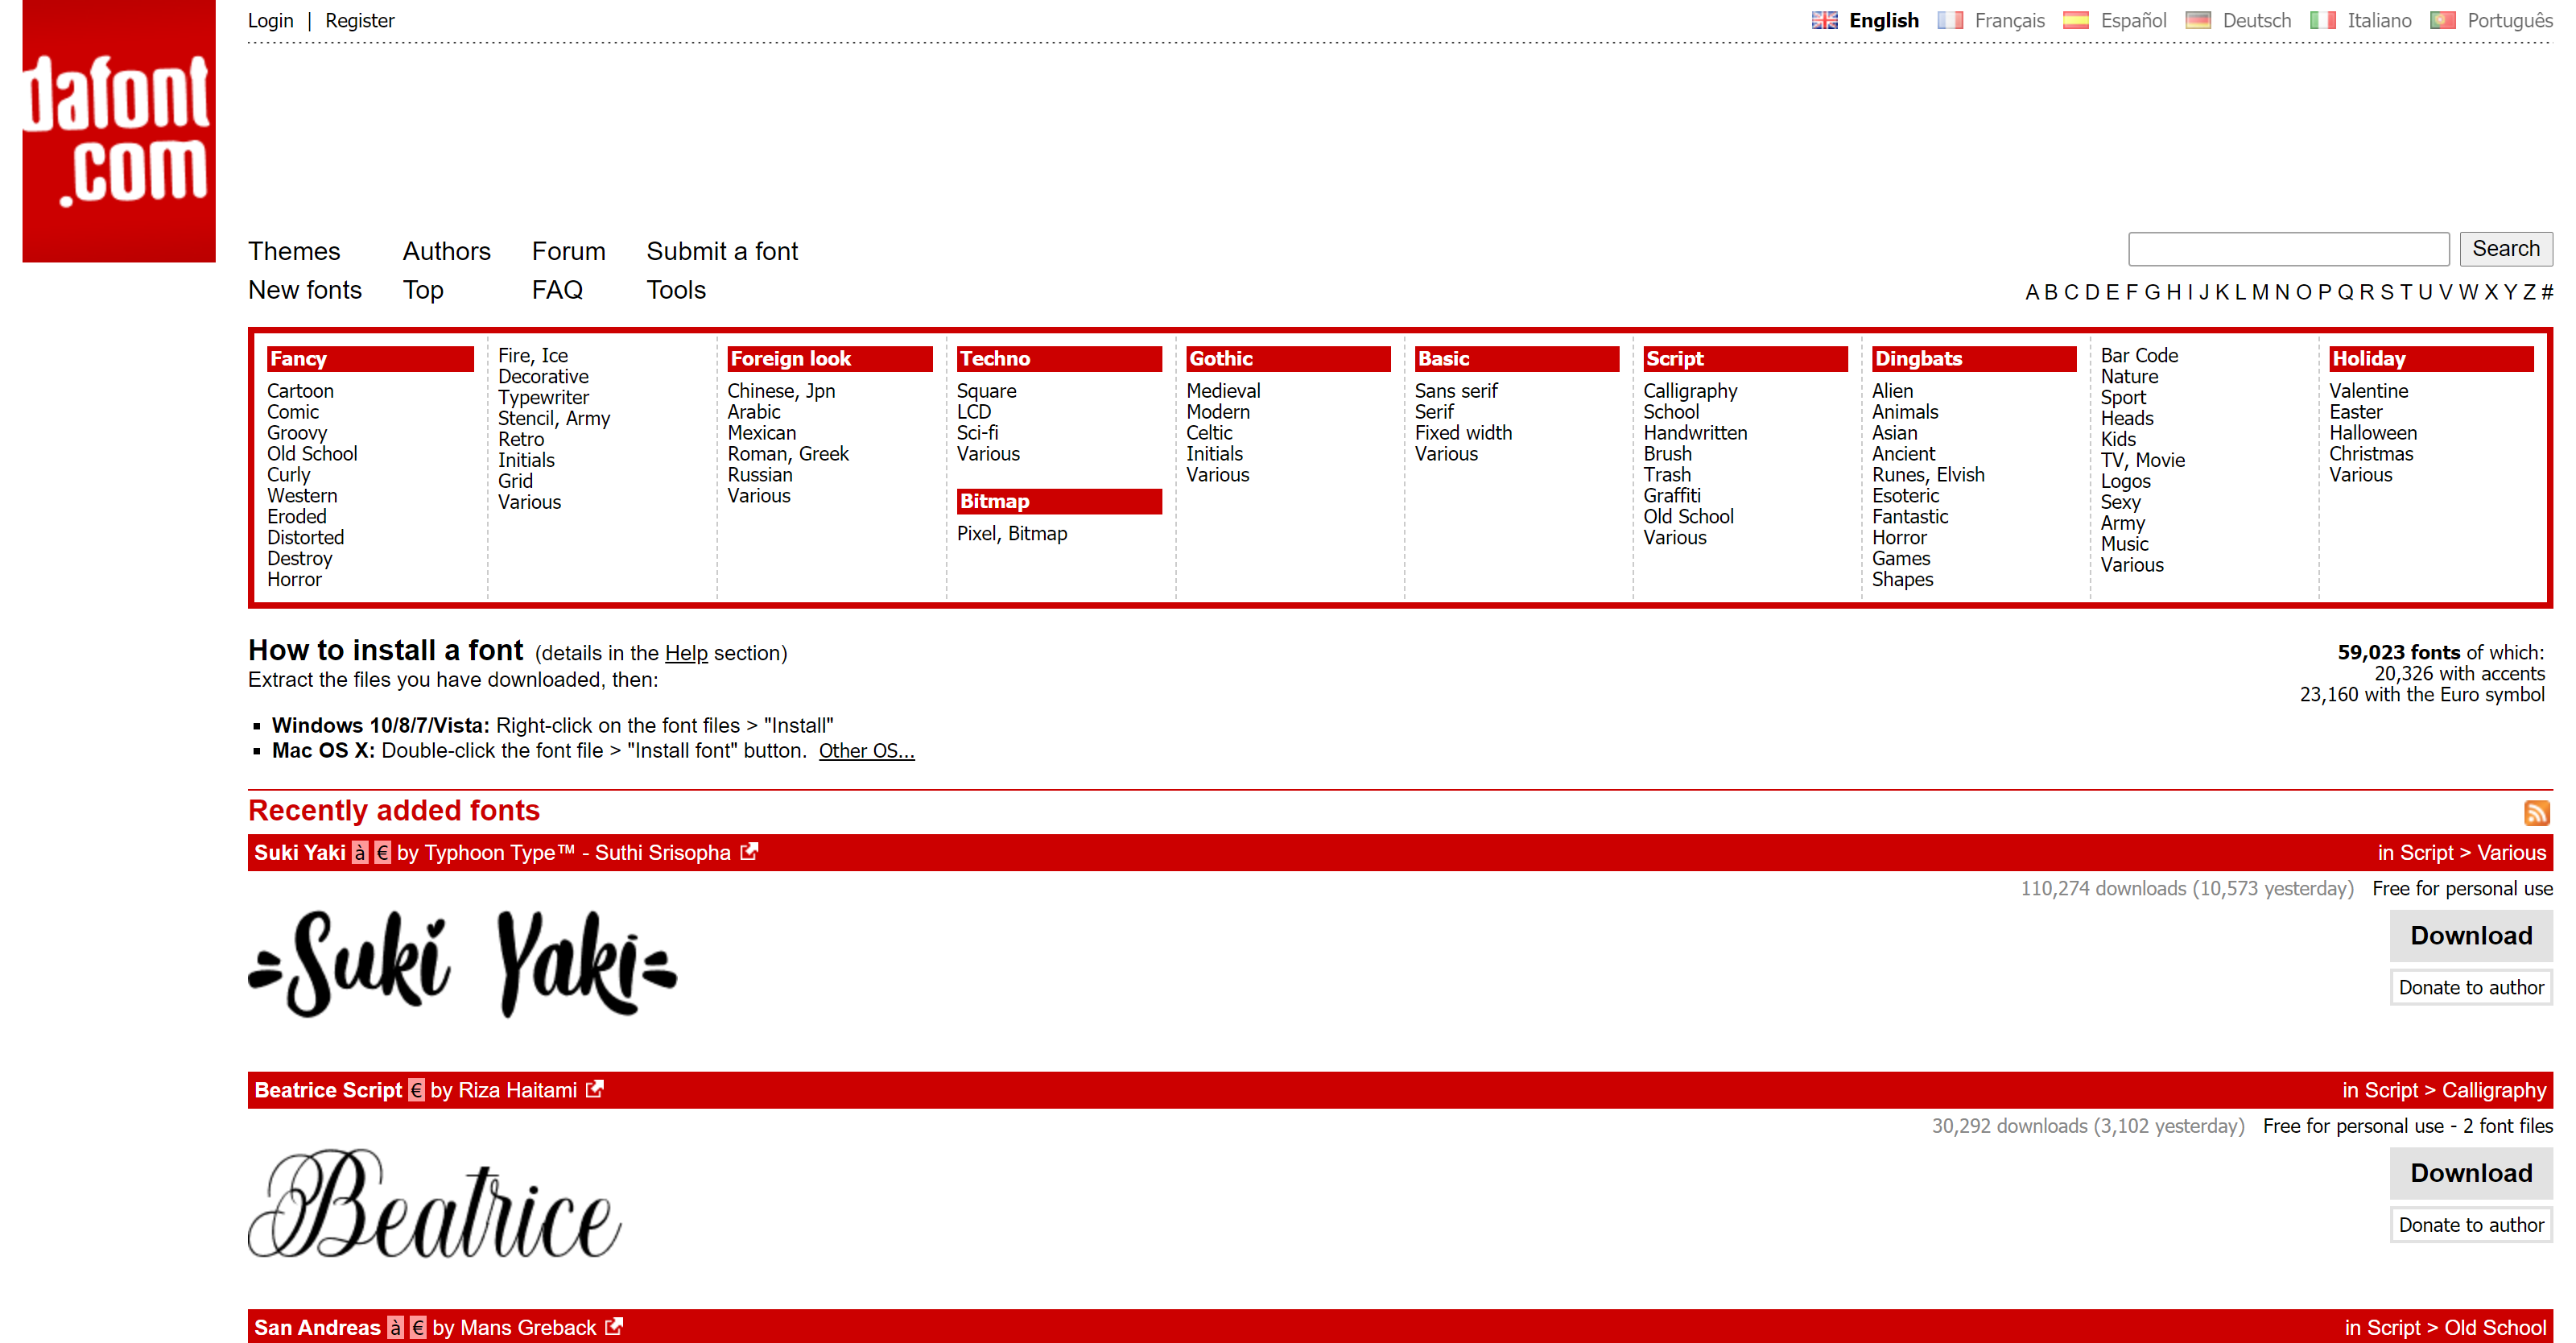 dafont
.com
Login | Register
English Français Español Deutsch Italiano Português
Themes Authors Forum Submit a font
Search
New fonts Top FAQ Tools
A B C D E F G H I J K L M N O P Q R S T U V W X Y Z #
Fancy
Cartoon
Comic
Groovy
Old School
Curly
Western
Eroded
Distorted
Destroy
Horror
Fire, Ice
Decorative
Typewriter
Stencil, Army
Retro
Initials
Grid
Various
Foreign look
Chinese, Jpn
Arabic
Mexican
Roman, Greek
Russian
Various
Techno
Square
LCD
Sci-fi
Various
Bitmap
Pixel, Bitmap
Gothic
Medieval
Modern
Celtic
Initials
Various
Basic
Sans serif
Serif
Fixed width
Various
Script
Calligraphy
School
Handwritten
Brush
Trash
Graffiti
Old School
Various
Dingbats
Alien
Animals
Asian
Ancient
Runes, Elvish
Esoteric
Fantastic
Horror
Games
Shapes
Bar Code
Nature
Sport
Heads
Kids
TV, Movie
Logos
Sexy
Army
Music
Various
Holiday
Valentine
Easter
Halloween
Christmas
Various
How to install a font (details in the Help section)
Extract the files you have downloaded, then:
▪ Windows 10/8/7/Vista: Right-click on the font files > "Install"
▪ Mac OS X: Double-click the font file > "Install font" button. Other OS...
59,023 fonts of which:
20,326 with accents
23,160 with the Euro symbol
Recently added fonts
Suki Yaki à € by Typhoon Type™ - Suthi Srisopha
in Script > Various
110,274 downloads (10,573 yesterday) Free for personal use
Suki Yaki
Download
Donate to author
Beatrice Script € by Riza Haitami
in Script > Calligraphy
30,292 downloads (3,102 yesterday) Free for personal use - 2 font files
Beatrice
Download
Donate to author
San Andreas à € by Mans Greback
in Script > Old School